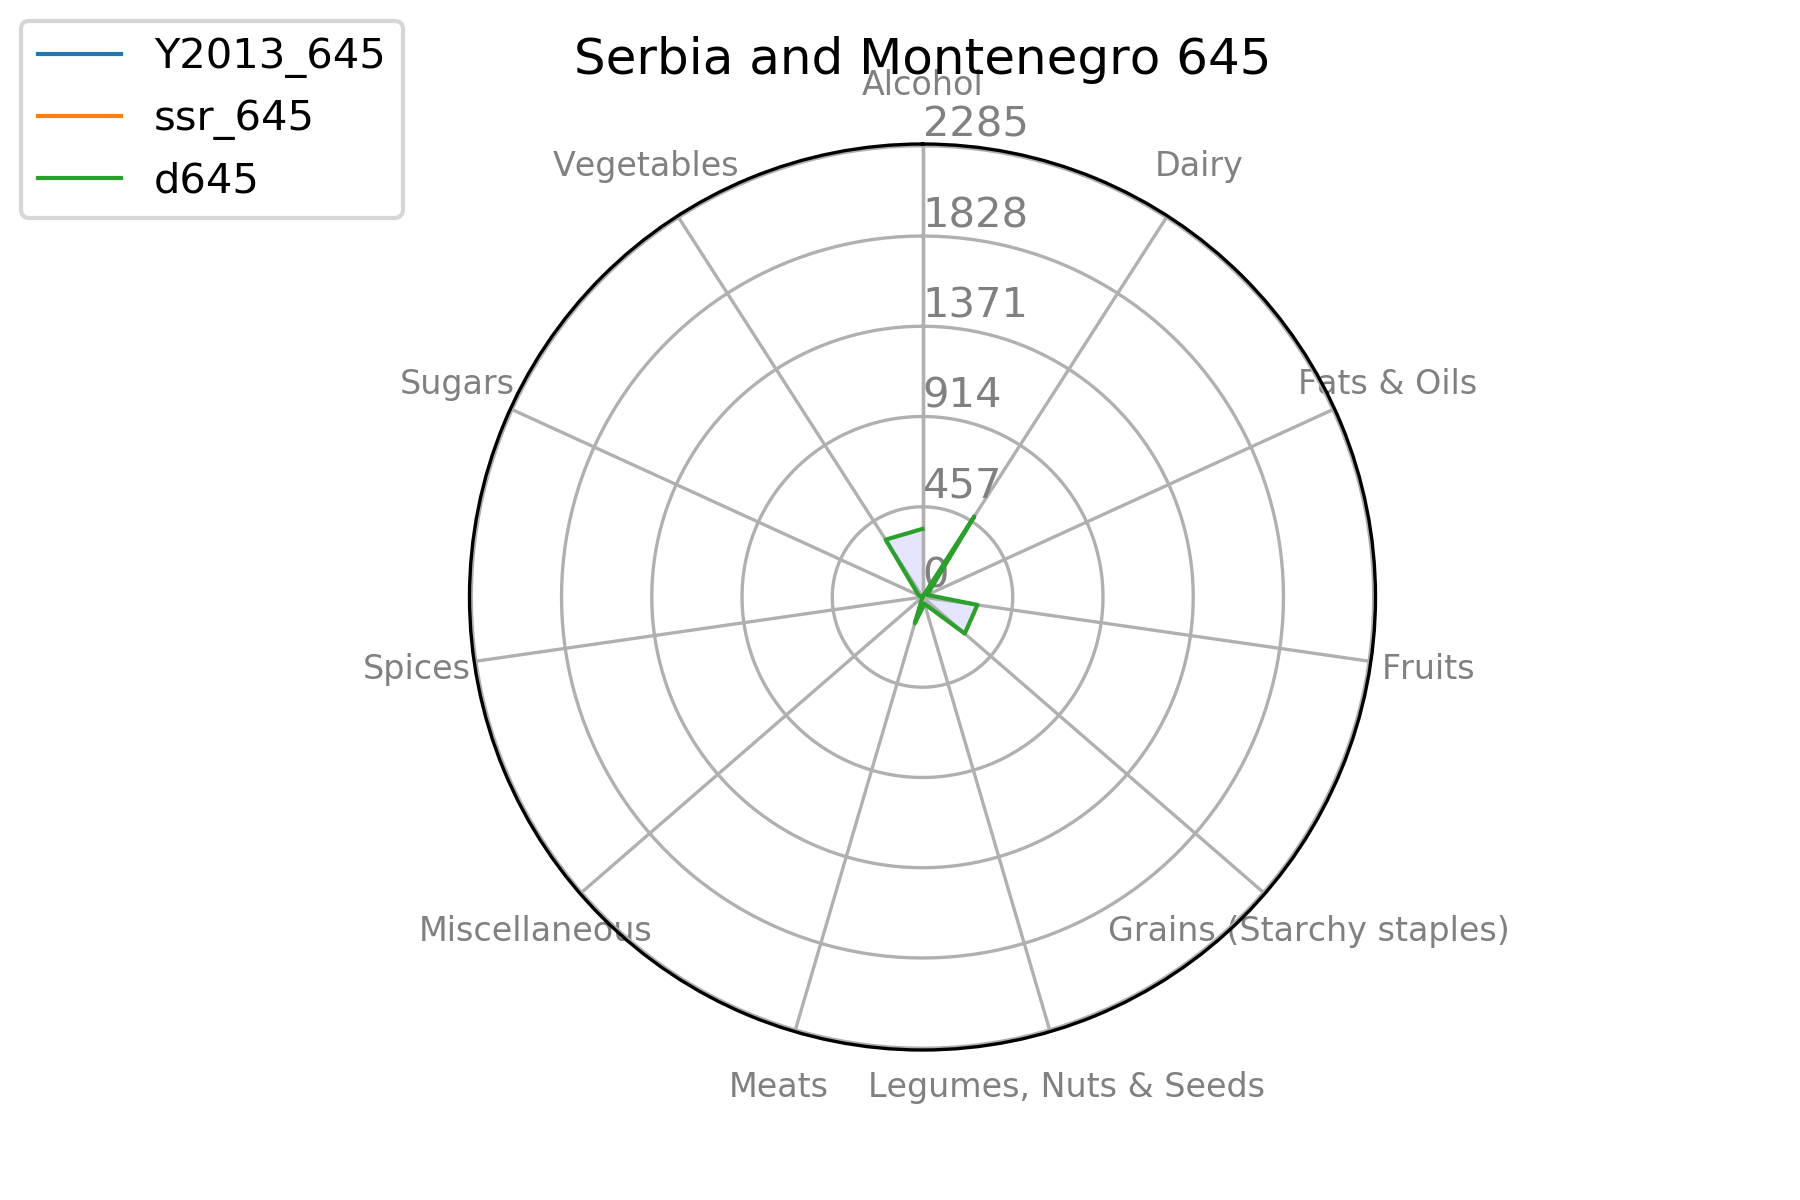 Y2013_645
ssr_645
d645
Serbia and Montenegro 645
Alcohol
2285
Vegetables
Dairy
1828
1371
Sugars
Fats & Oils
914
457
0
Spices
Fruits
Miscellaneous
Grains (Starchy staples)
Meats
Legumes, Nuts & Seeds